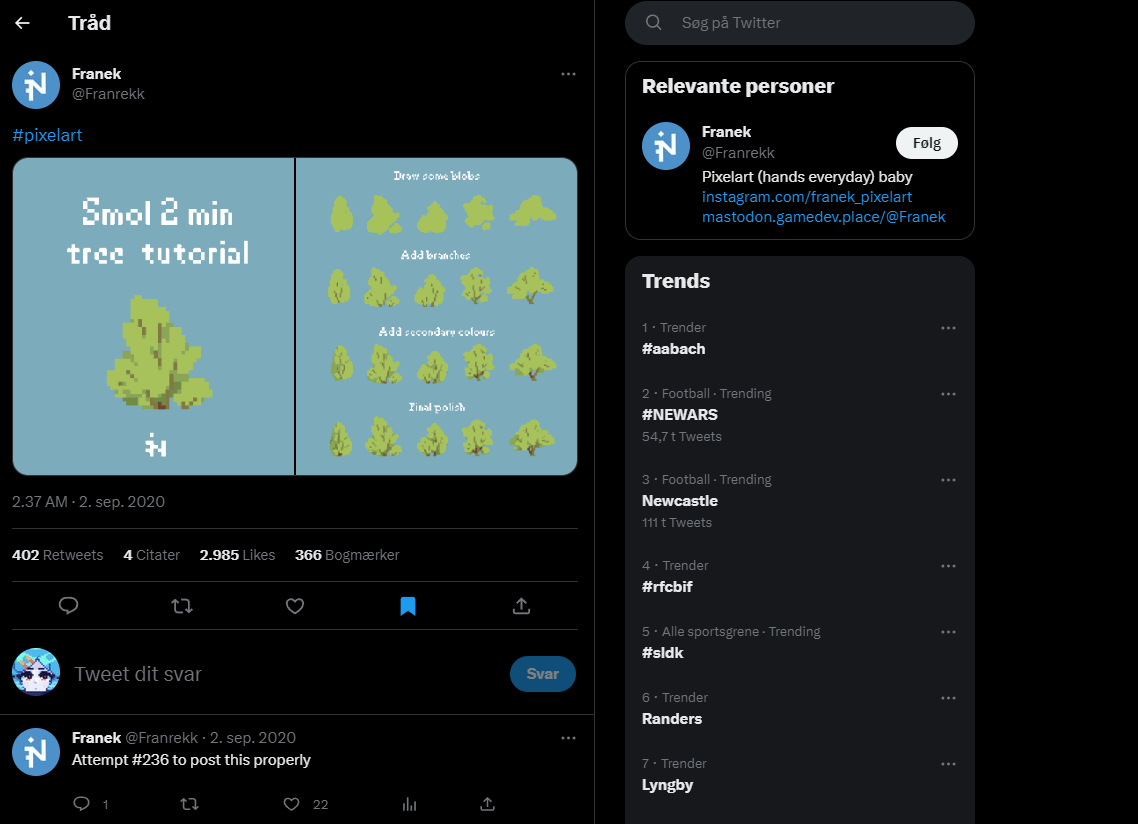 Tråd
Franek
@Franrekk
#pixelart
Smol 2 min
tree tutorial
Draw some blobs
Add branches
Add secondary colours
Final polish
2.37 AM · 2. sep. 2020
402 Retweets 4 Citater 2.985 Likes 366 Bogmærker
Tweet dit svar
Svar
Franek @Franrekk · 2. sep. 2020
Attempt #236 to post this properly
1 22
Søg på Twitter
Relevante personer
Franek
@Franrekk
Følg
Pixelart (hands everyday) baby
instagram.com/franek_pixelart
mastodon.gamedev.place/@Franek
Trends
1 · Trender
#aabach
2 · Football · Trending
#NEWARS
54,7 t Tweets
3 · Football · Trending
Newcastle
111 t Tweets
4 · Trender
#rfcbif
5 · Alle sportsgrene · Trending
#sldk
6 · Trender
Randers
7 · Trender
Lyngby